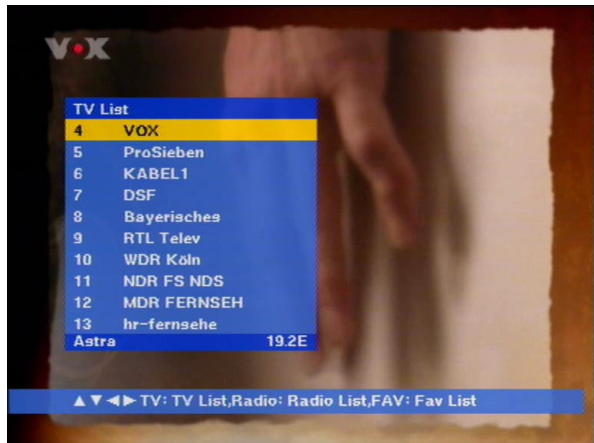 VOX
TV List
4 VOX
5 ProSieben
6 KABEL1
7 DSF
8 Bayerisches
9 RTL Telev
10 WDR Köln
11 NDR FS NDS
12 MDR FERNSEH
13 hr-fernsehe
Astra 19.2E
▲▼◀▶ TV: TV List,Radio: Radio List,FAV: Fav List